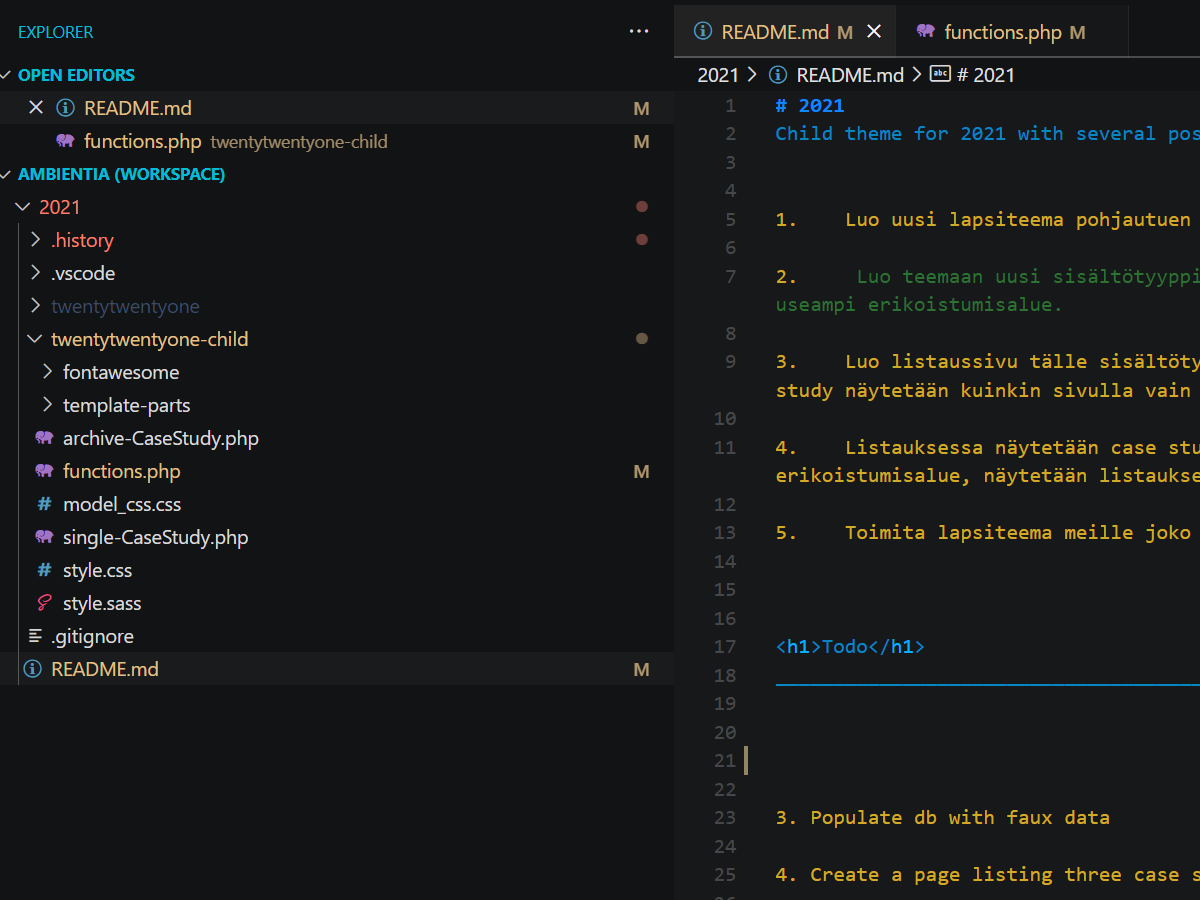 EXPLORER
OPEN EDITORS
README.md M
functions.php twentytwentyone-child M
AMBIENTIA (WORKSPACE)
2021
.history
.vscode
twentytwentyone
twentytwentyone-child
fontawesome
template-parts
archive-CaseStudy.php
functions.php M
model_css.css
single-CaseStudy.php
style.css
style.sass
.gitignore
README.md M
README.md M functions.php M
2021 README.md abc # 2021
1 # 2021
2 Child theme for 2021 with several pos
3
4
5 1. Luo uusi lapsiteema pohjautuen
6
7 2. Luo teemaan uusi sisältötyyppi
useampi erikoistumisalue.
8
9 3. Luo listaussivu tälle sisältöty
study näytetään kuinkin sivulla vain
10
11 4. Listauksessa näytetään case stu
erikoistumisalue, näytetään listaukse
12
13 5. Toimita lapsiteema meille joko
14
15
16
17 <h1>Todo</h1>
18
19
20
21
22
23 3. Populate db with faux data
24
25 4. Create a page listing three case s